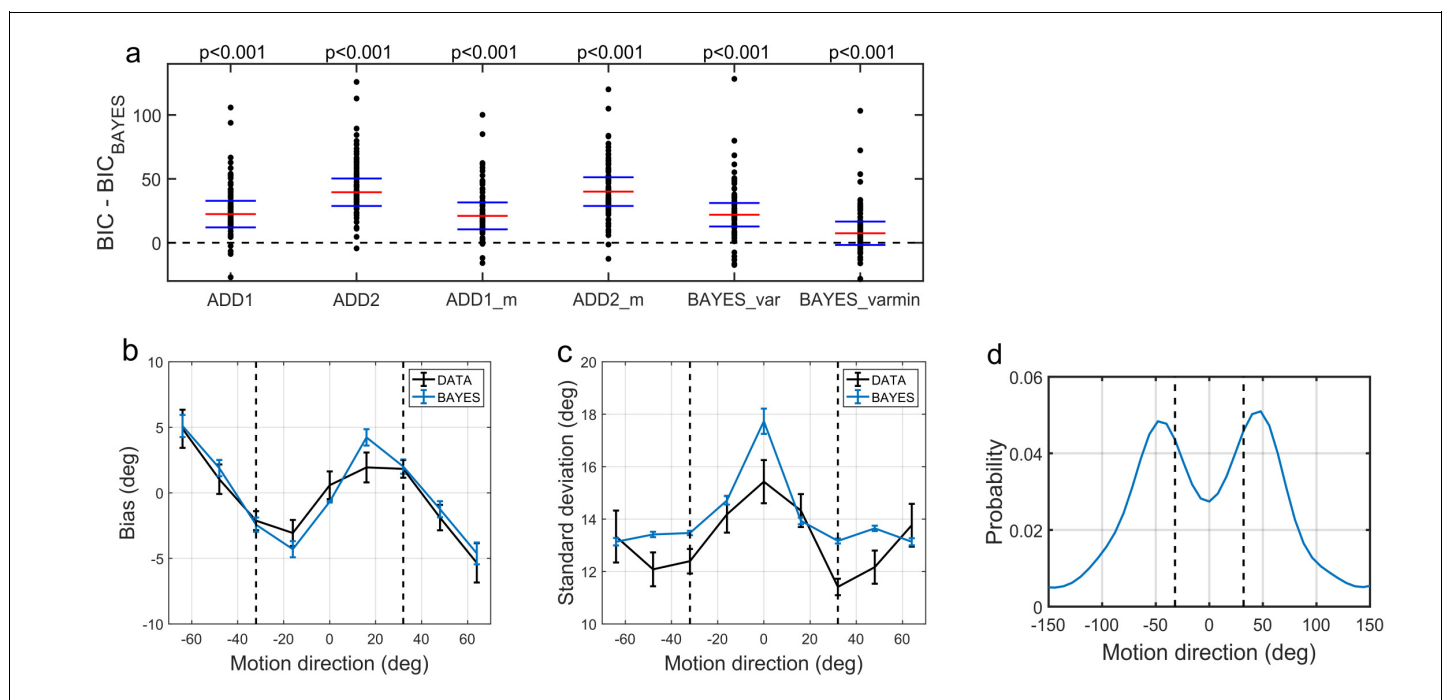 a
p<0.001 p<0.001 p<0.001 p<0.001 p<0.001 p<0.001
BIC - BIC_BAYES
100
50
0
ADD1 ADD2 ADD1_m ADD2_m BAYES_var BAYES_varmin
b
Bias (deg)
10
5
0
-5
-10
DATA
BAYES
-60 -40 -20 0 20 40 60
Motion direction (deg)
c
Standard deviation (deg)
20
18
16
14
12
10
DATA
BAYES
-60 -40 -20 0 20 40 60
Motion direction (deg)
d
Probability
0.06
0.04
0.02
0
-150 -100 -50 0 50 100 150
Motion direction (deg)